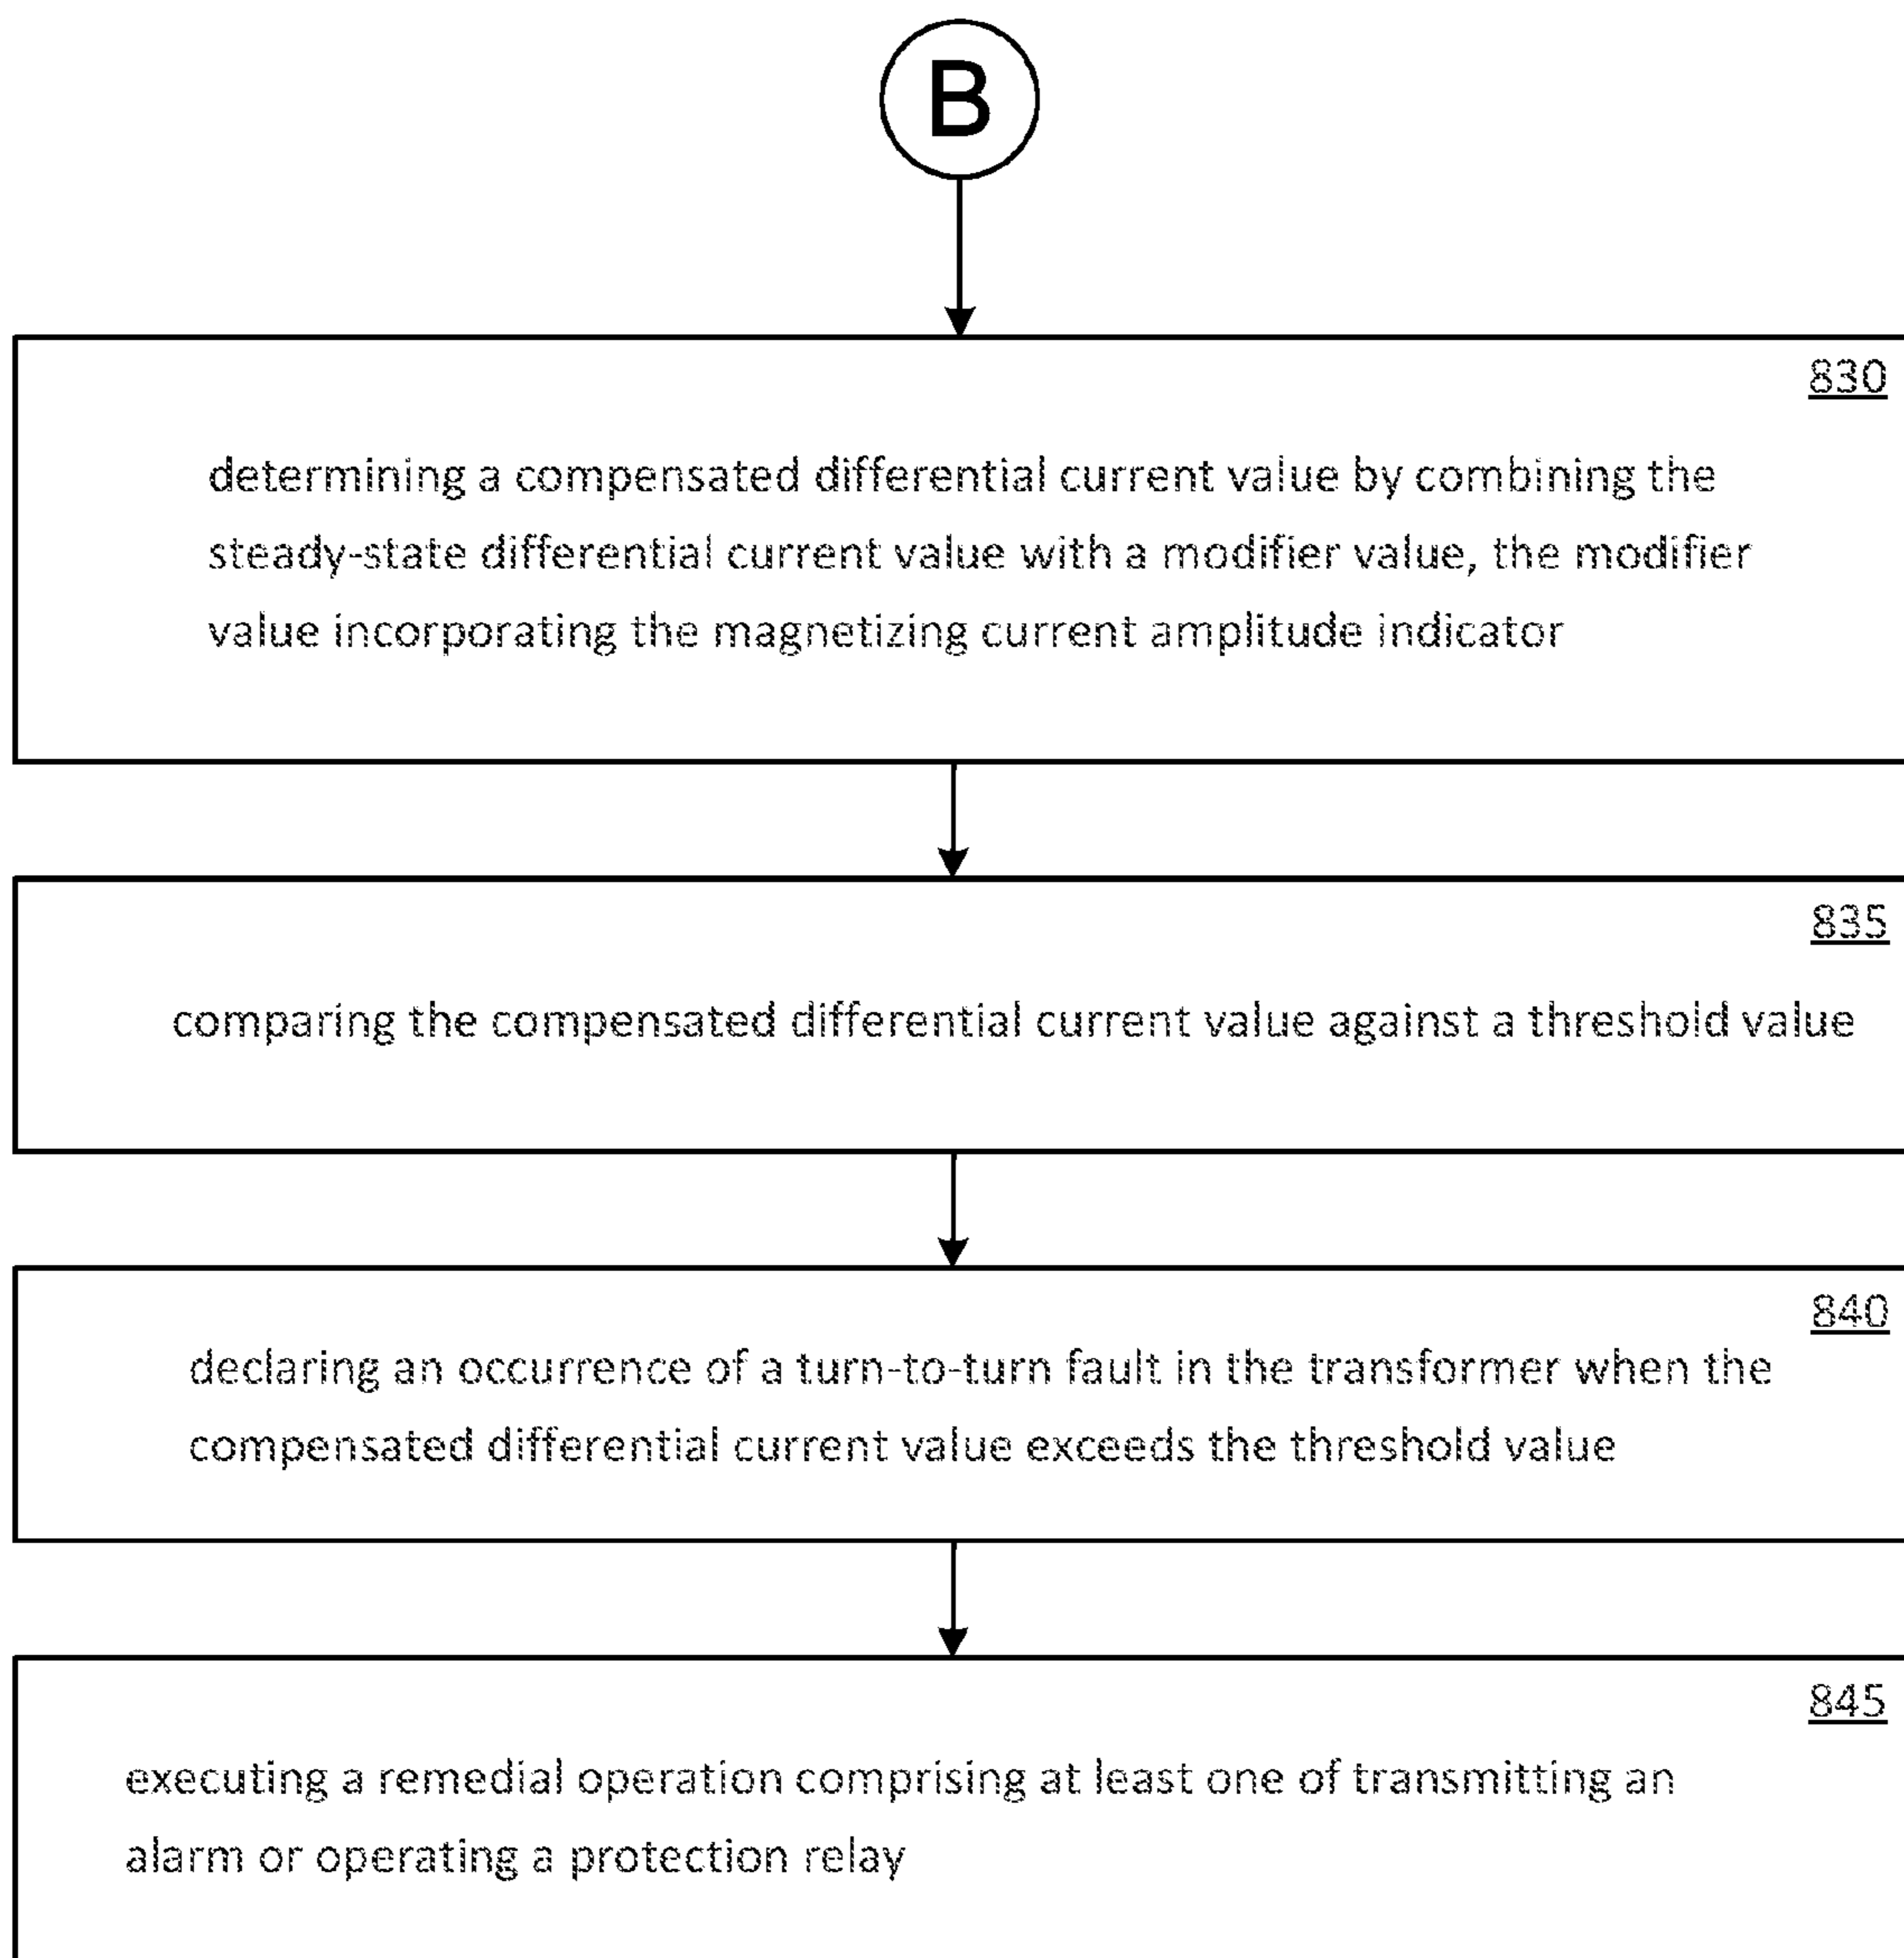 B
830
determining a compensated differential current value by combining the
steady-state differential current value with a modifier value, the modifier
value incorporating the magnetizing current amplitude indicator
835
comparing the compensated differential current value against a threshold value
840
declaring an occurrence of a turn-to-turn fault in the transformer when the
compensated differential current value exceeds the threshold value
845
executing a remedial operation comprising at least one of transmitting an
alarm or operating a protection relay